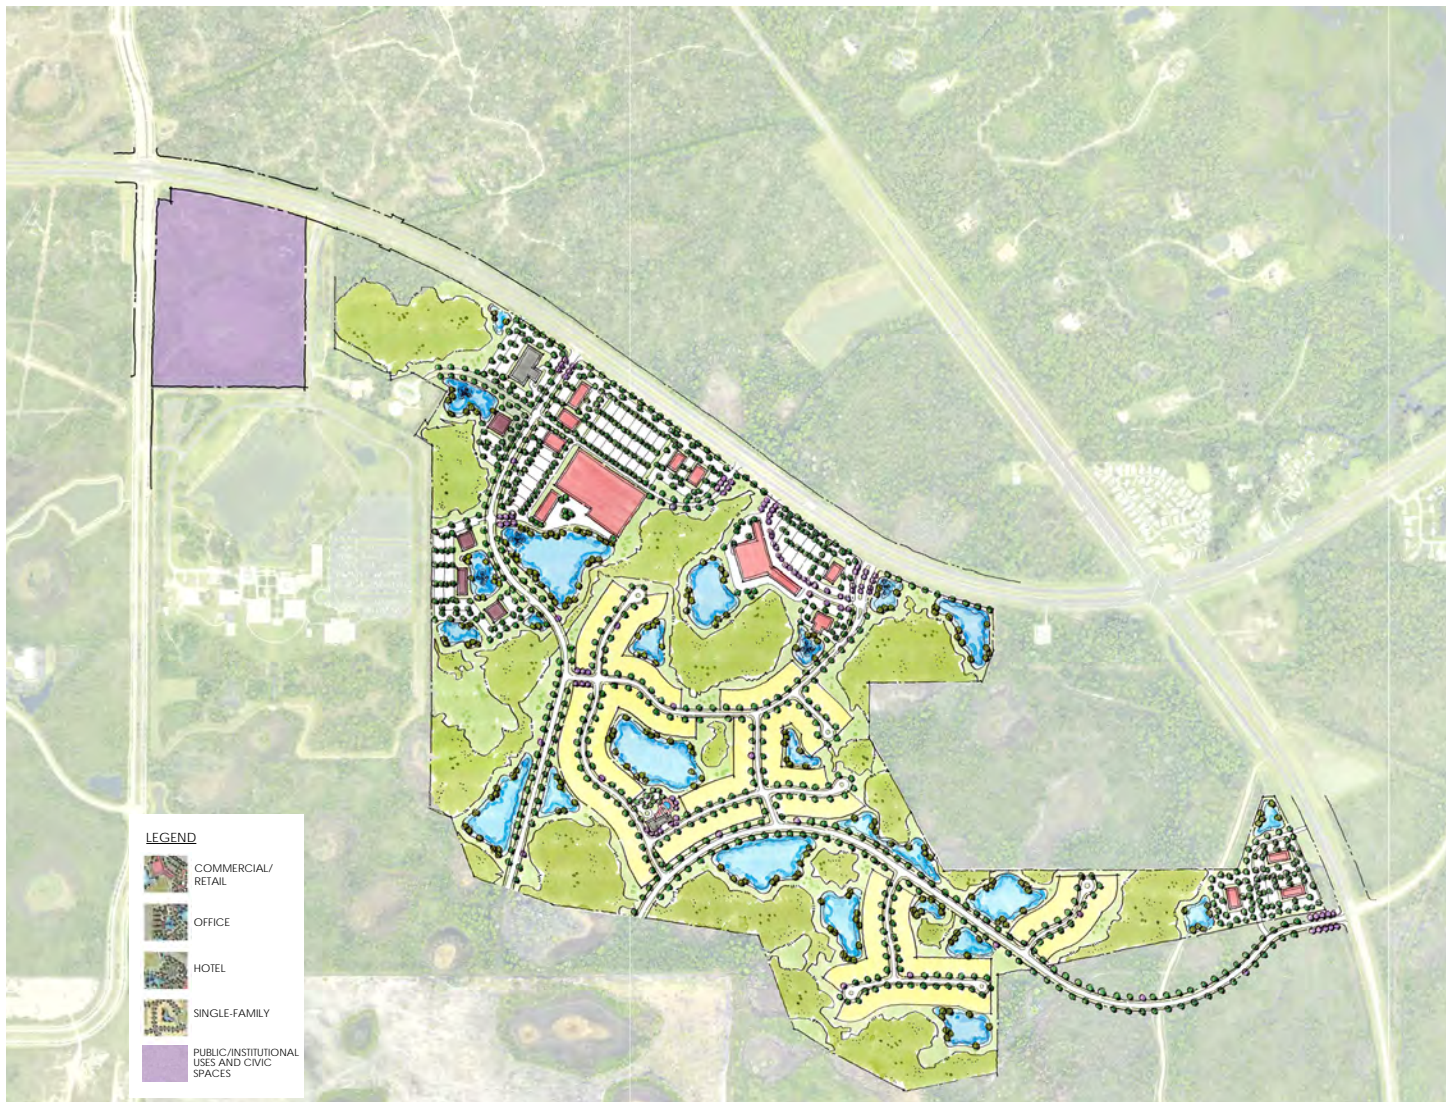 LEGEND
COMMERCIAL/
RETAIL
OFFICE
HOTEL
SINGLE-FAMILY
PUBLIC/INSTITUTIONAL
USES AND CIVIC
SPACES